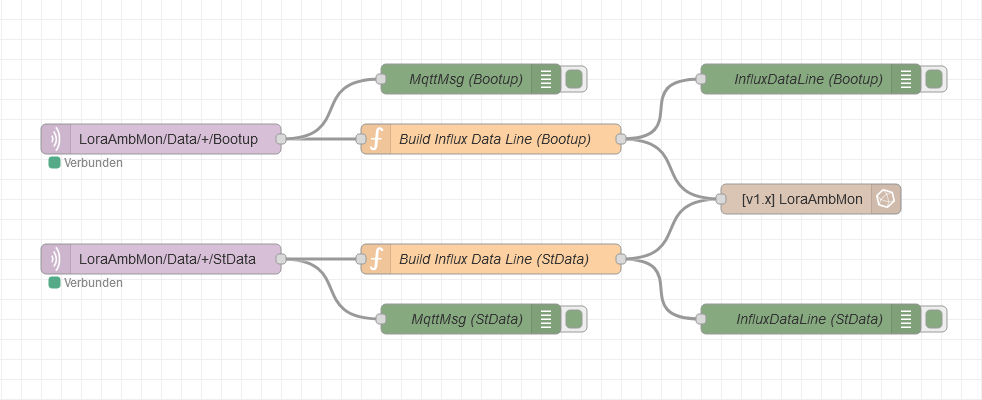 MqttMsg (Bootup)
InfluxDataLine (Bootup)
LoraAmbMon/Data/+/Bootup
Build Influx Data Line (Bootup)
Verbunden
[v1.x] LoraAmbMon
LoraAmbMon/Data/+/StData
Build Influx Data Line (StData)
Verbunden
MqttMsg (StData)
InfluxDataLine (StData)